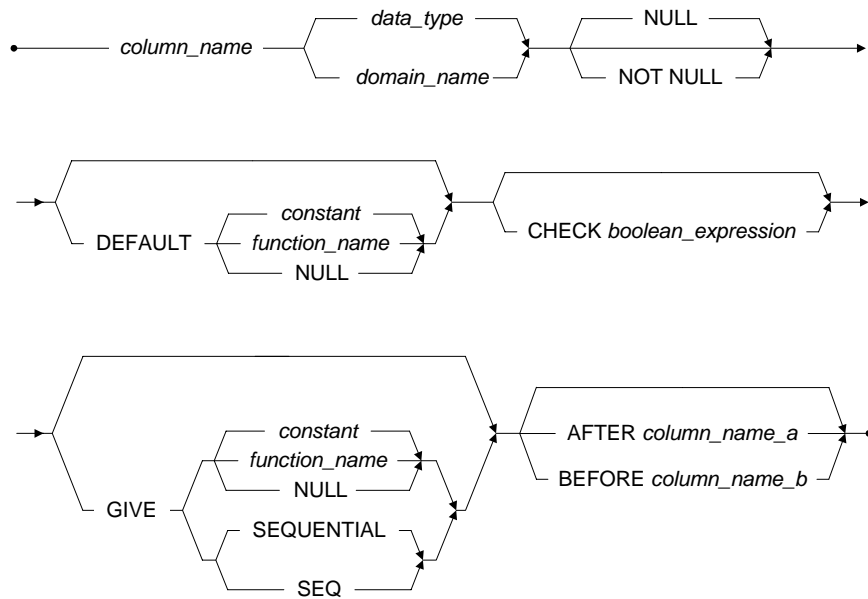 data_type
NULL
column_name
domain_name
NOT NULL
constant
DEFAULT
function_name
NULL
CHECK boolean_expression
constant
function_name
NULL
GIVE
SEQUENTIAL
SEQ
AFTER column_name_a
BEFORE column_name_b